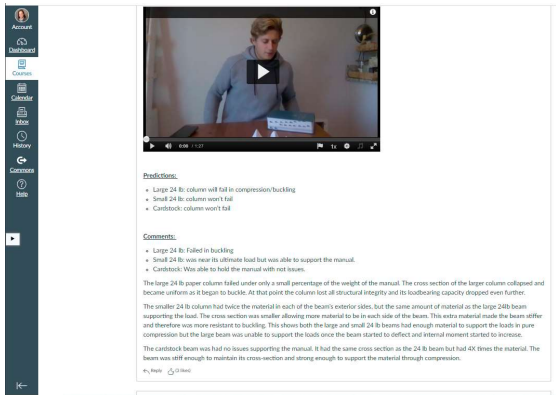 Account
Dashboard
Courses
Calendar
Inbox
History
Commons
Help
0:00 / 1:27
1x
Predictions:
Large 24 lb: column will fail in compression/buckling
Small 24 lb: column won't fail
Cardstock: column won't fail
Comments:
Large 24 lb: Failed in buckling
Small 24 lb: was near its ultimate load but was able to support the manual.
Cardstock: Was able to hold the manual with not issues.
The large 24 lb paper column failed under only a small percentage of the weight of the manual. The cross section of the larger column collapsed and
became uniform as it began to buckle. At that point the column lost all structural integrity and its loadbearing capacity dropped even further.
The smaller 24 lb column had twice the material in each of the beam's exterior sides, but the same amount of material as the large 24lb beam
supporting the load. The cross section was smaller allowing more material to be in each side of the beam. This extra material made the beam stiffer
and therefore was more resistant to buckling. This shows both the large and small 24 lb beams had enough material to support the loads in pure
compression but the large beam was unable to support the loads once the beam started to deflect and internal moment started to increase.
The cardstock beam was had no issues supporting the manual. It had the same cross section as the 24 lb beam but had 4X times the material. The
beam was stiff enough to maintain its cross-section and strong enough to support the material through compression.
Reply (2 likes)